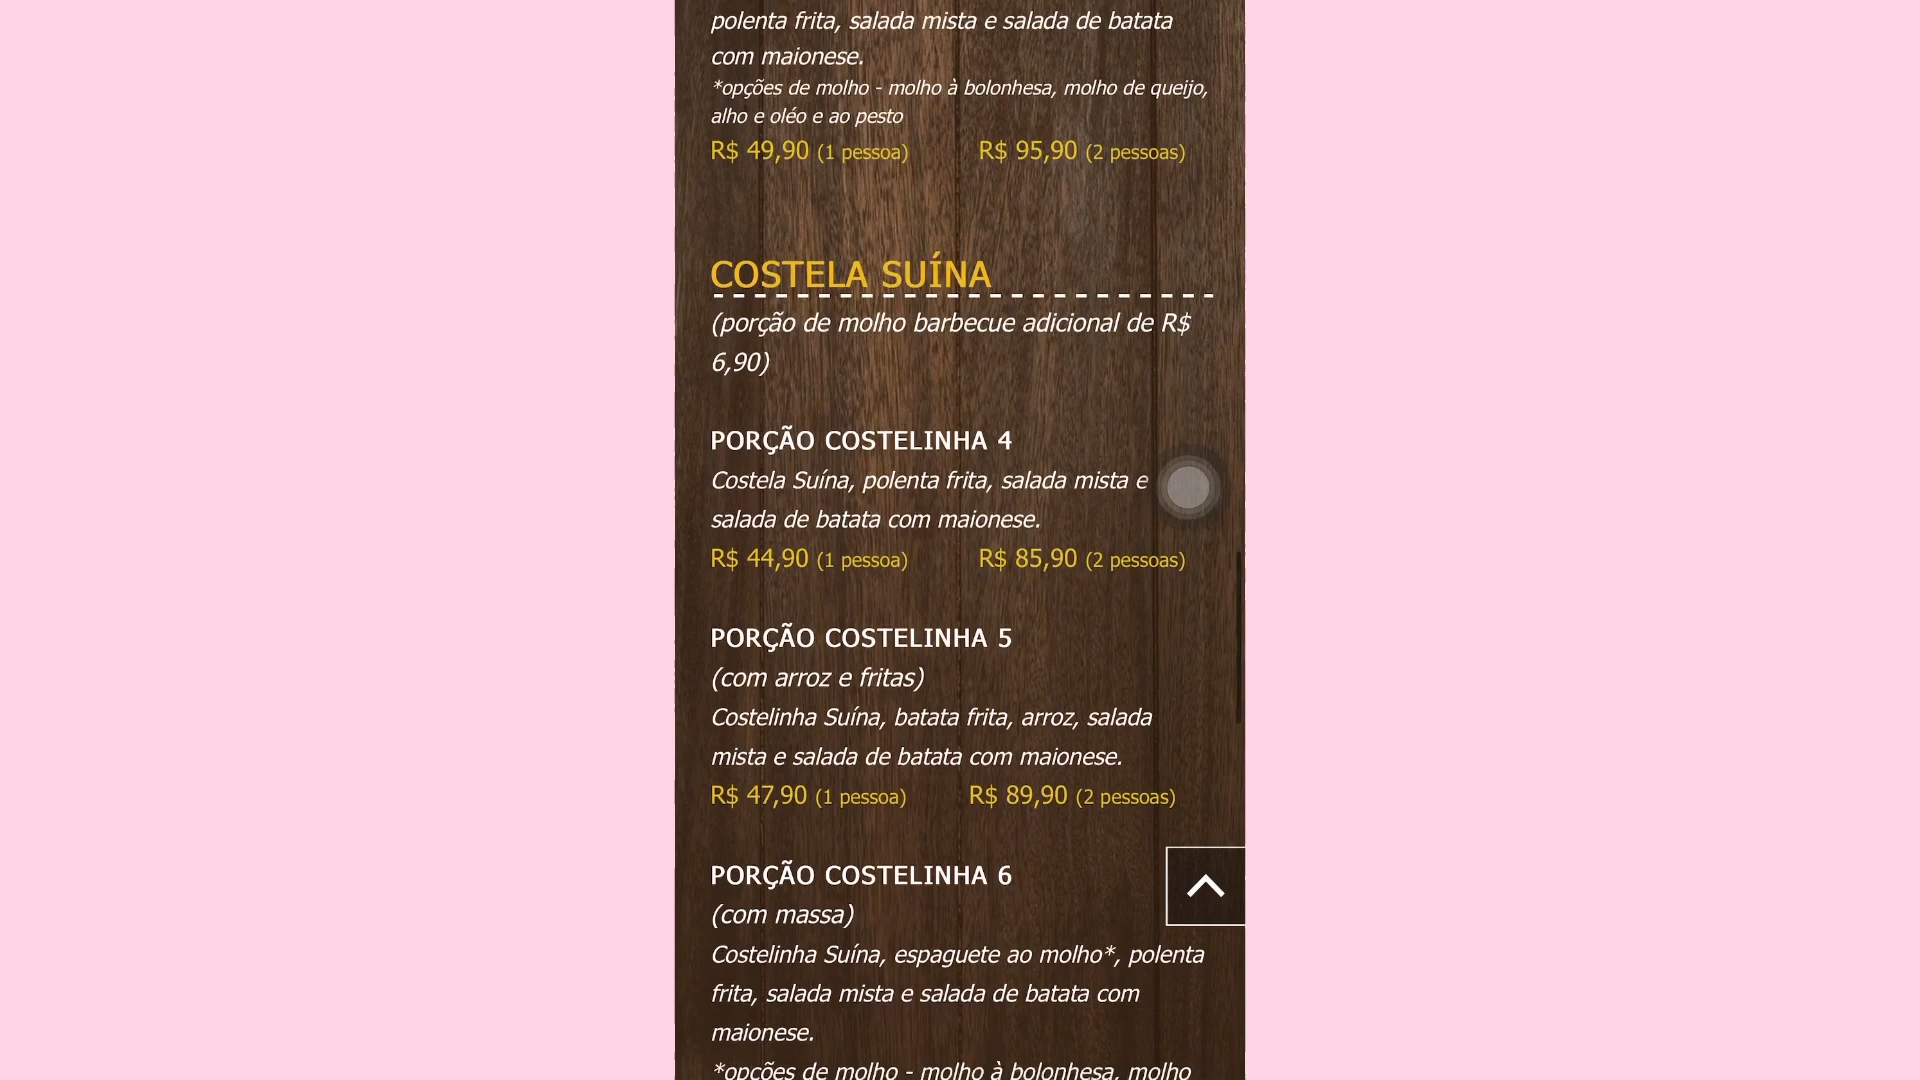 polenta frita, salada mista e salada de batata
com maionese.
*opções de molho - molho à bolonhesa, molho de queijo,
alho e oléo e ao pesto
R$ 49,90 (1 pessoa) R$ 95,90 (2 pessoas)
COSTELA SUÍNA
(porção de molho barbecue adicional de R$
6,90)
PORÇÃO COSTELINHA 4
Costela Suína, polenta frita, salada mista e
salada de batata com maionese.
R$ 44,90 (1 pessoa) R$ 85,90 (2 pessoas)
PORÇÃO COSTELINHA 5
(com arroz e fritas)
Costelinha Suína, batata frita, arroz, salada
mista e salada de batata com maionese.
R$ 47,90 (1 pessoa) R$ 89,90 (2 pessoas)
PORÇÃO COSTELINHA 6
(com massa)
Costelinha Suína, espaguete ao molho*, polenta
frita, salada mista e salada de batata com
maionese.
*opções de molho - molho à bolonhesa, molho